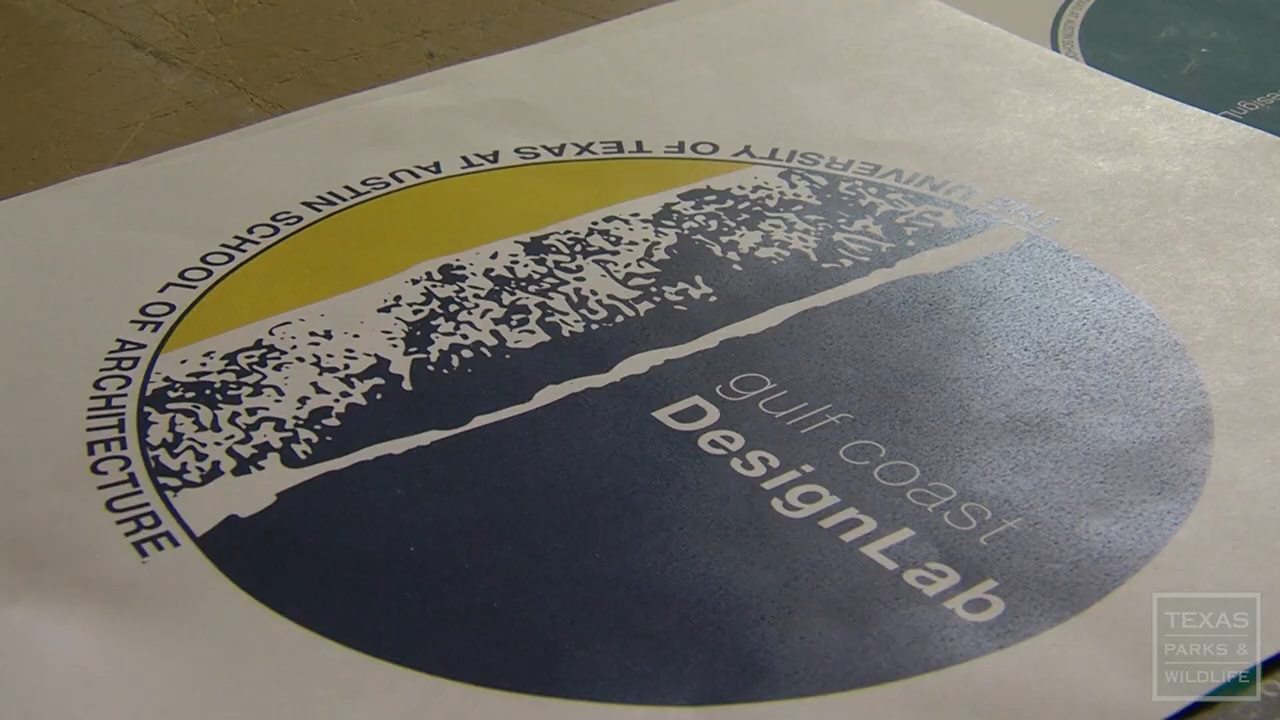 THE UNIVERSITY OF TEXAS AT AUSTIN SCHOOL OF ARCHITECTURE
gulf coast
DesignLab
TEXAS
PARKS &
WILDLIFE